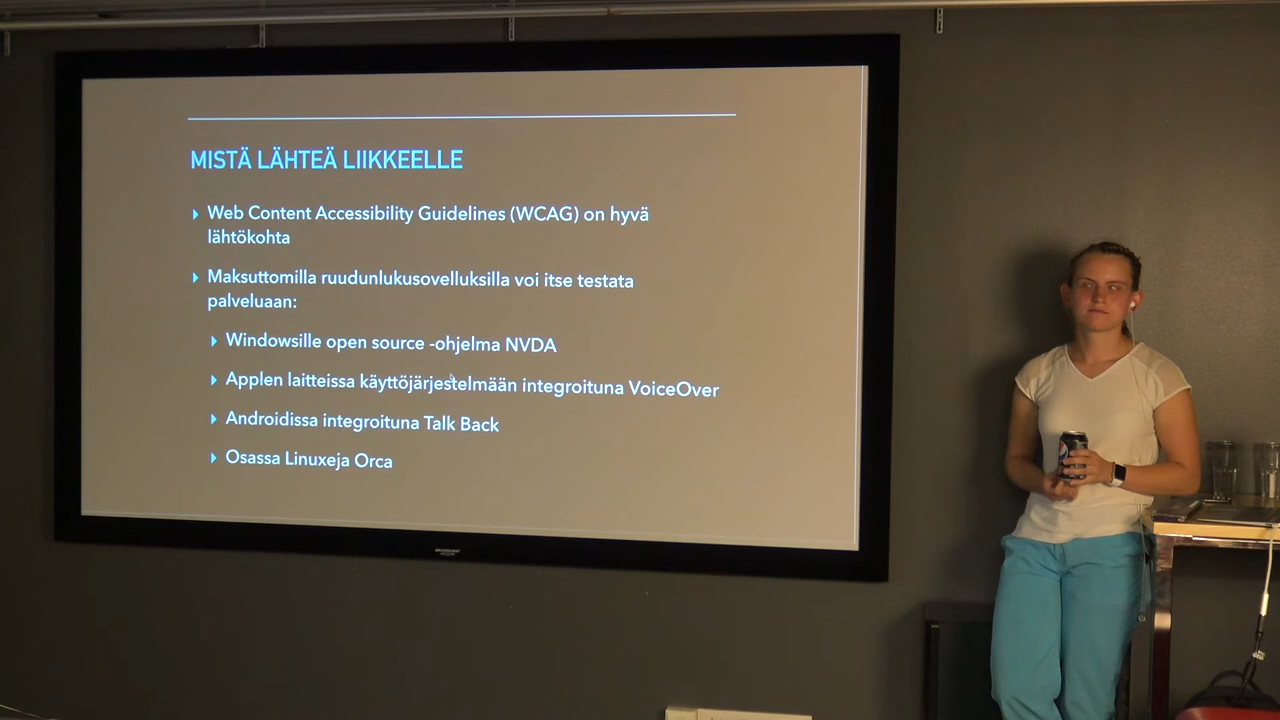 MISTÄ LÄHTEÄ LIIKKEELLE
Web Content Accessibility Guidelines (WCAG) on hyvä
lähtökohta
Maksuttomilla ruudunlukusovelluksilla voi itse testata
palveluaan:
Windowsille open source -ohjelma NVDA
Applen laitteissa käyttöjärjestelmään integroituna VoiceOver
Androidissa integroituna Talk Back
Osassa Linuxeja Orca